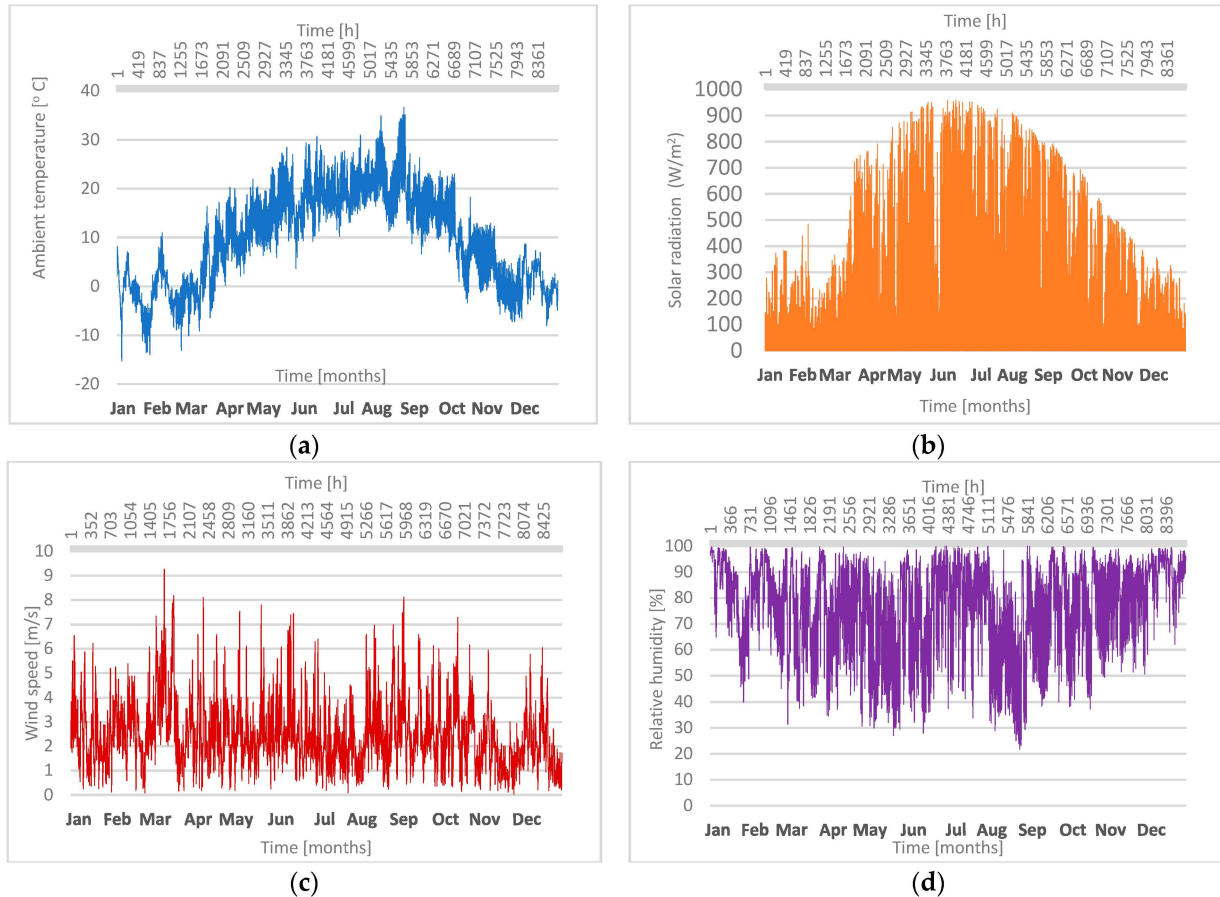 Time [h]
1 419 837 1255 1673 2091 2509 2927 3345 3763 4181 4599 5017 5435 5853 6271 6689 7107 7525 7943 8361
40
30
20
10
0
-10
-20
Ambient temperature [° C]
Time [months]
Jan Feb Mar Apr May Jun Jul Aug Sep Oct Nov Dec
(a)
Time [h]
1 419 837 1255 1673 2091 2509 2927 3345 3763 4181 4599 5017 5435 5853 6271 6689 7107 7525 7943 8361
1000
900
800
700
600
500
400
300
200
100
0
Solar radiation (W/m²)
Jan Feb Mar Apr May Jun Jul Aug Sep Oct Nov Dec
Time [months]
(b)
Time [h]
1 352 703 1054 1405 1756 2107 2458 2809 3160 3511 3862 4213 4564 4915 5266 5617 5968 6319 6670 7021 7372 7723 8074 8425
10
9
8
7
6
5
4
3
2
1
0
Wind speed [m/s]
Jan Feb Mar Apr May Jun Jul Aug Sep Oct Nov Dec
Time [months]
(c)
Time [h]
1 366 731 1096 1461 1826 2191 2556 2921 3286 3651 4016 4381 4746 5111 5476 5841 6206 6571 6936 7301 7666 8031 8396
100
90
80
70
60
50
40
30
20
10
0
Relative humidity [%]
Jan Feb Mar Apr May Jun Jul Aug Sep Oct Nov Dec
Time [months]
(d)